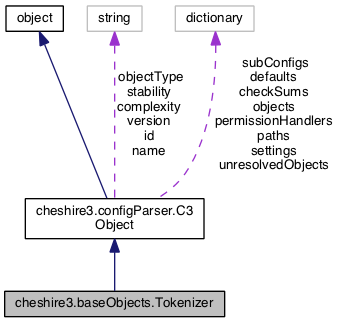 object
string
dictionary
objectType
stability
complexity
version
id
name
subConfigs
defaults
checkSums
objects
permissionHandlers
paths
settings
unresolvedObjects
cheshire3.configParser.C3
Object
cheshire3.baseObjects.Tokenizer